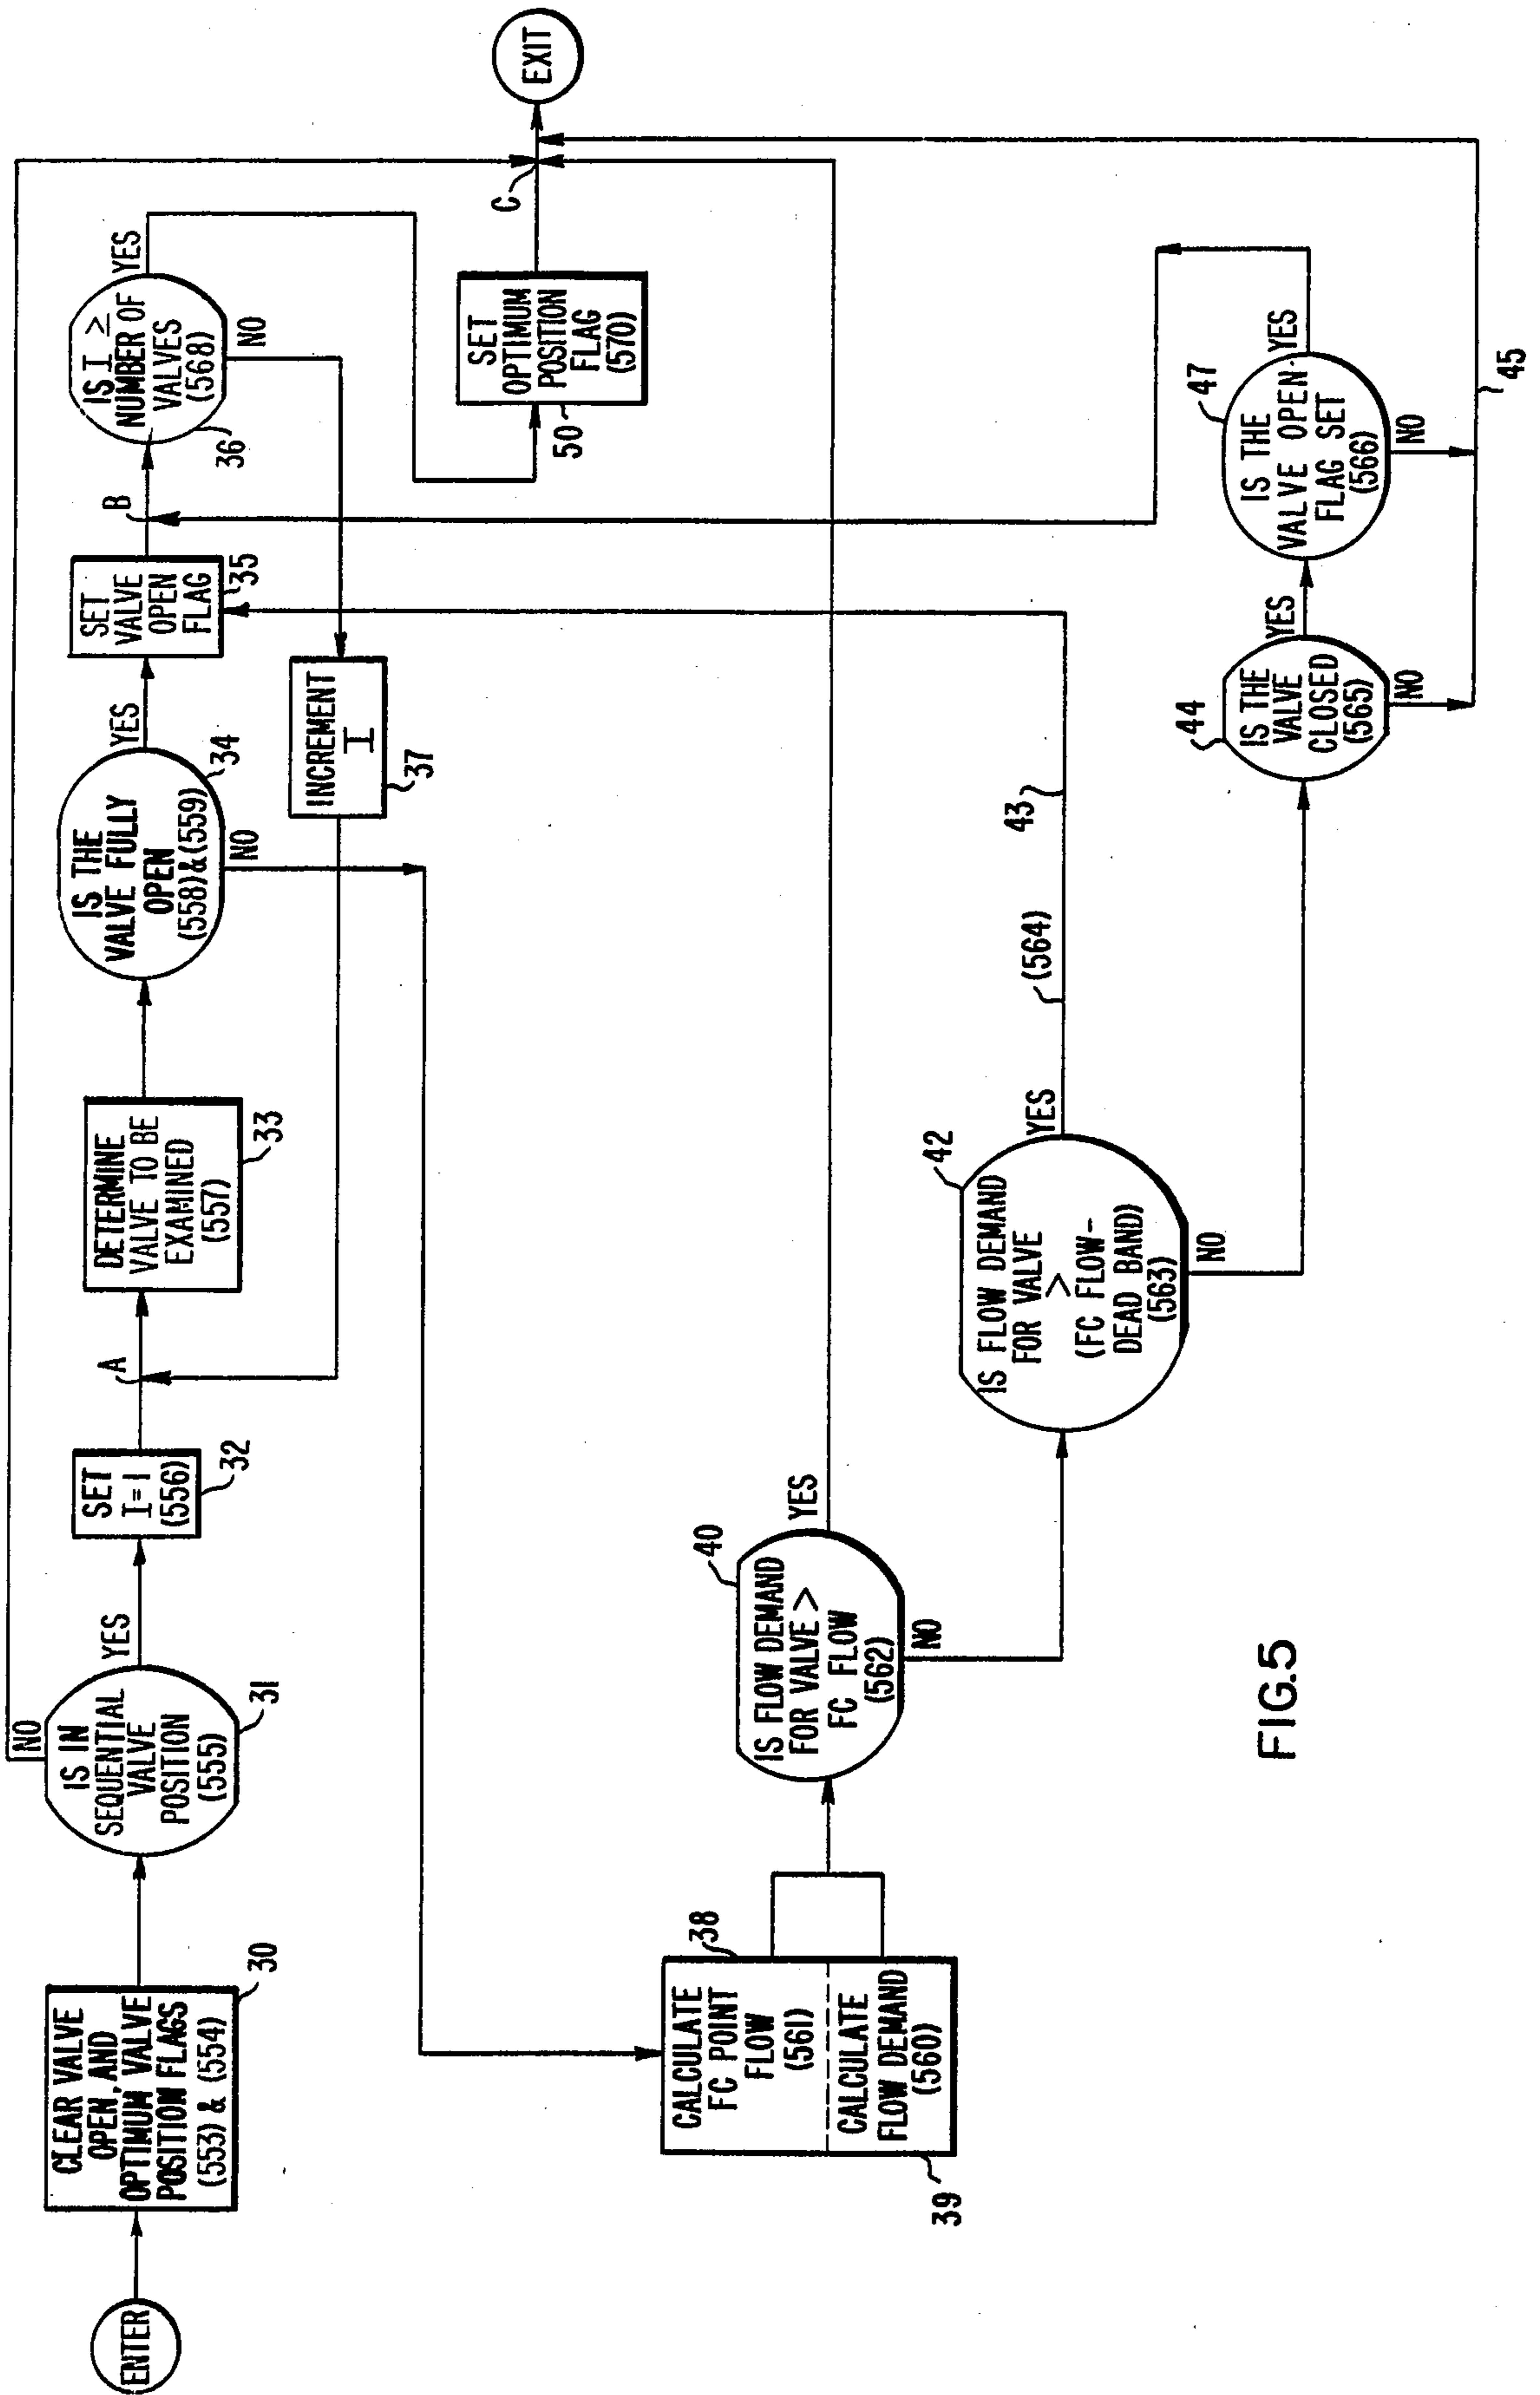 ENTER
CLEAR VALVE
OPEN, AND
OPTIMUM VALVE
POSITION FLAGS
(553) & (554)
30
IS IN
SEQUENTIAL
VALVE
POSITION
(555)
31
NO
YES
SET
I=1
(556)
32
A
DETERMINE
VALVE TO BE
EXAMINED
(557)
33
IS THE
VALVE FULLY
OPEN
(558)&(559)
34
YES
NO
SET
VALVE
OPEN
FLAG
35
B
IS I ≥
NUMBER OF
VALVES
(568)
36
YES
NO
INCREMENT
I
37
SET
OPTIMUM
POSITION
FLAG
(570)
50
C
EXIT
CALCULATE
FC POINT
FLOW
(561)
38
CALCULATE
FLOW DEMAND
(560)
39
IS FLOW DEMAND
FOR VALVE >
FC FLOW
(562)
40
YES
NO
IS FLOW DEMAND
FOR VALVE
>
(FC FLOW-
DEAD BAND)
(563)
42
YES
NO
(564)
43
IS THE
VALVE
CLOSED
(565)
44
YES
NO
IS THE
VALVE OPEN
FLAG SET
(566)
47
YES
NO
45
FIG.5